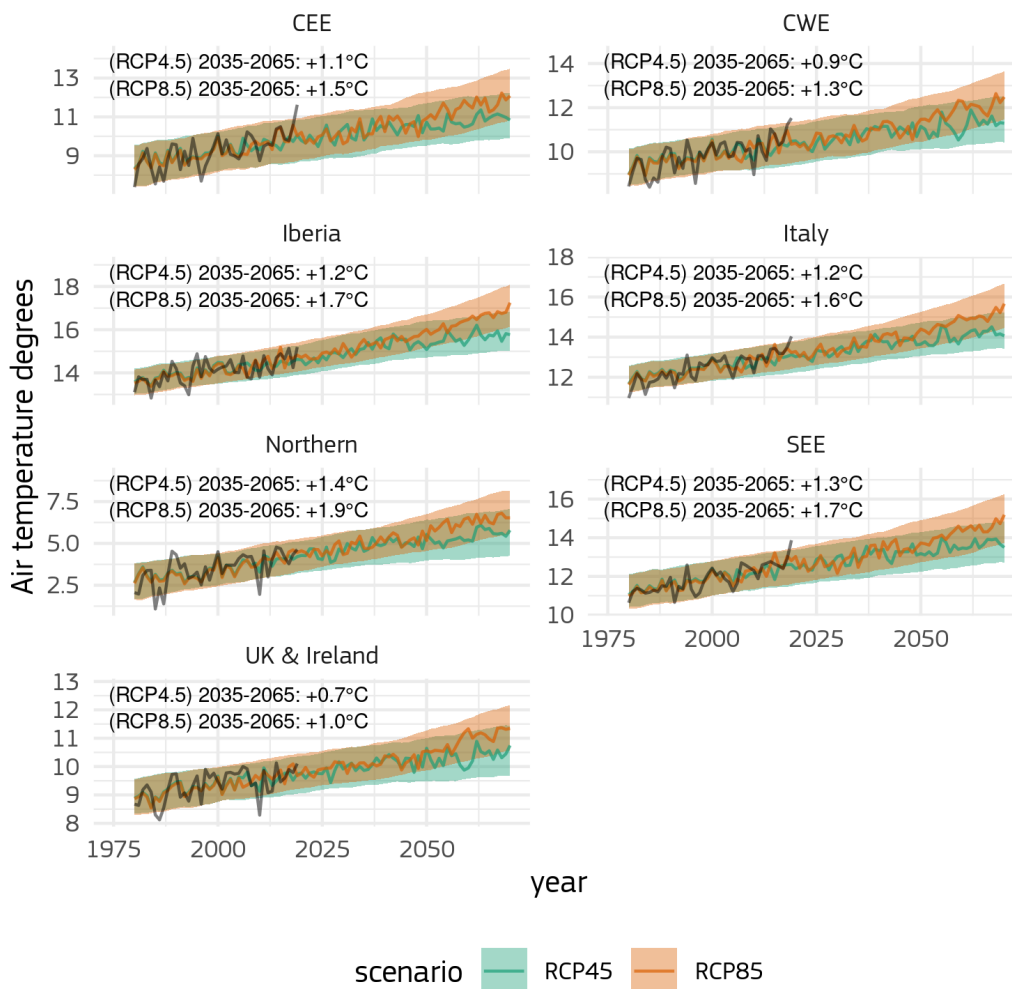 CEE
CWE
(RCP4.5) 2035-2065: +1.1°C
(RCP8.5) 2035-2065: +1.5°C
13
11
9
(RCP4.5) 2035-2065: +0.9°C
(RCP8.5) 2035-2065: +1.3°C
14
12
10
Iberia
Italy
(RCP4.5) 2035-2065: +1.2°C
(RCP8.5) 2035-2065: +1.7°C
18
16
14
(RCP4.5) 2035-2065: +1.2°C
(RCP8.5) 2035-2065: +1.6°C
18
16
14
12
Air temperature degrees
Northern
SEE
(RCP4.5) 2035-2065: +1.4°C
(RCP8.5) 2035-2065: +1.9°C
7.5
5.0
2.5
(RCP4.5) 2035-2065: +1.3°C
(RCP8.5) 2035-2065: +1.7°C
16
14
12
10
1975 2000 2025 2050
UK & Ireland
(RCP4.5) 2035-2065: +0.7°C
(RCP8.5) 2035-2065: +1.0°C
13
12
11
10
9
8
1975 2000 2025 2050
year
scenario RCP45 RCP85